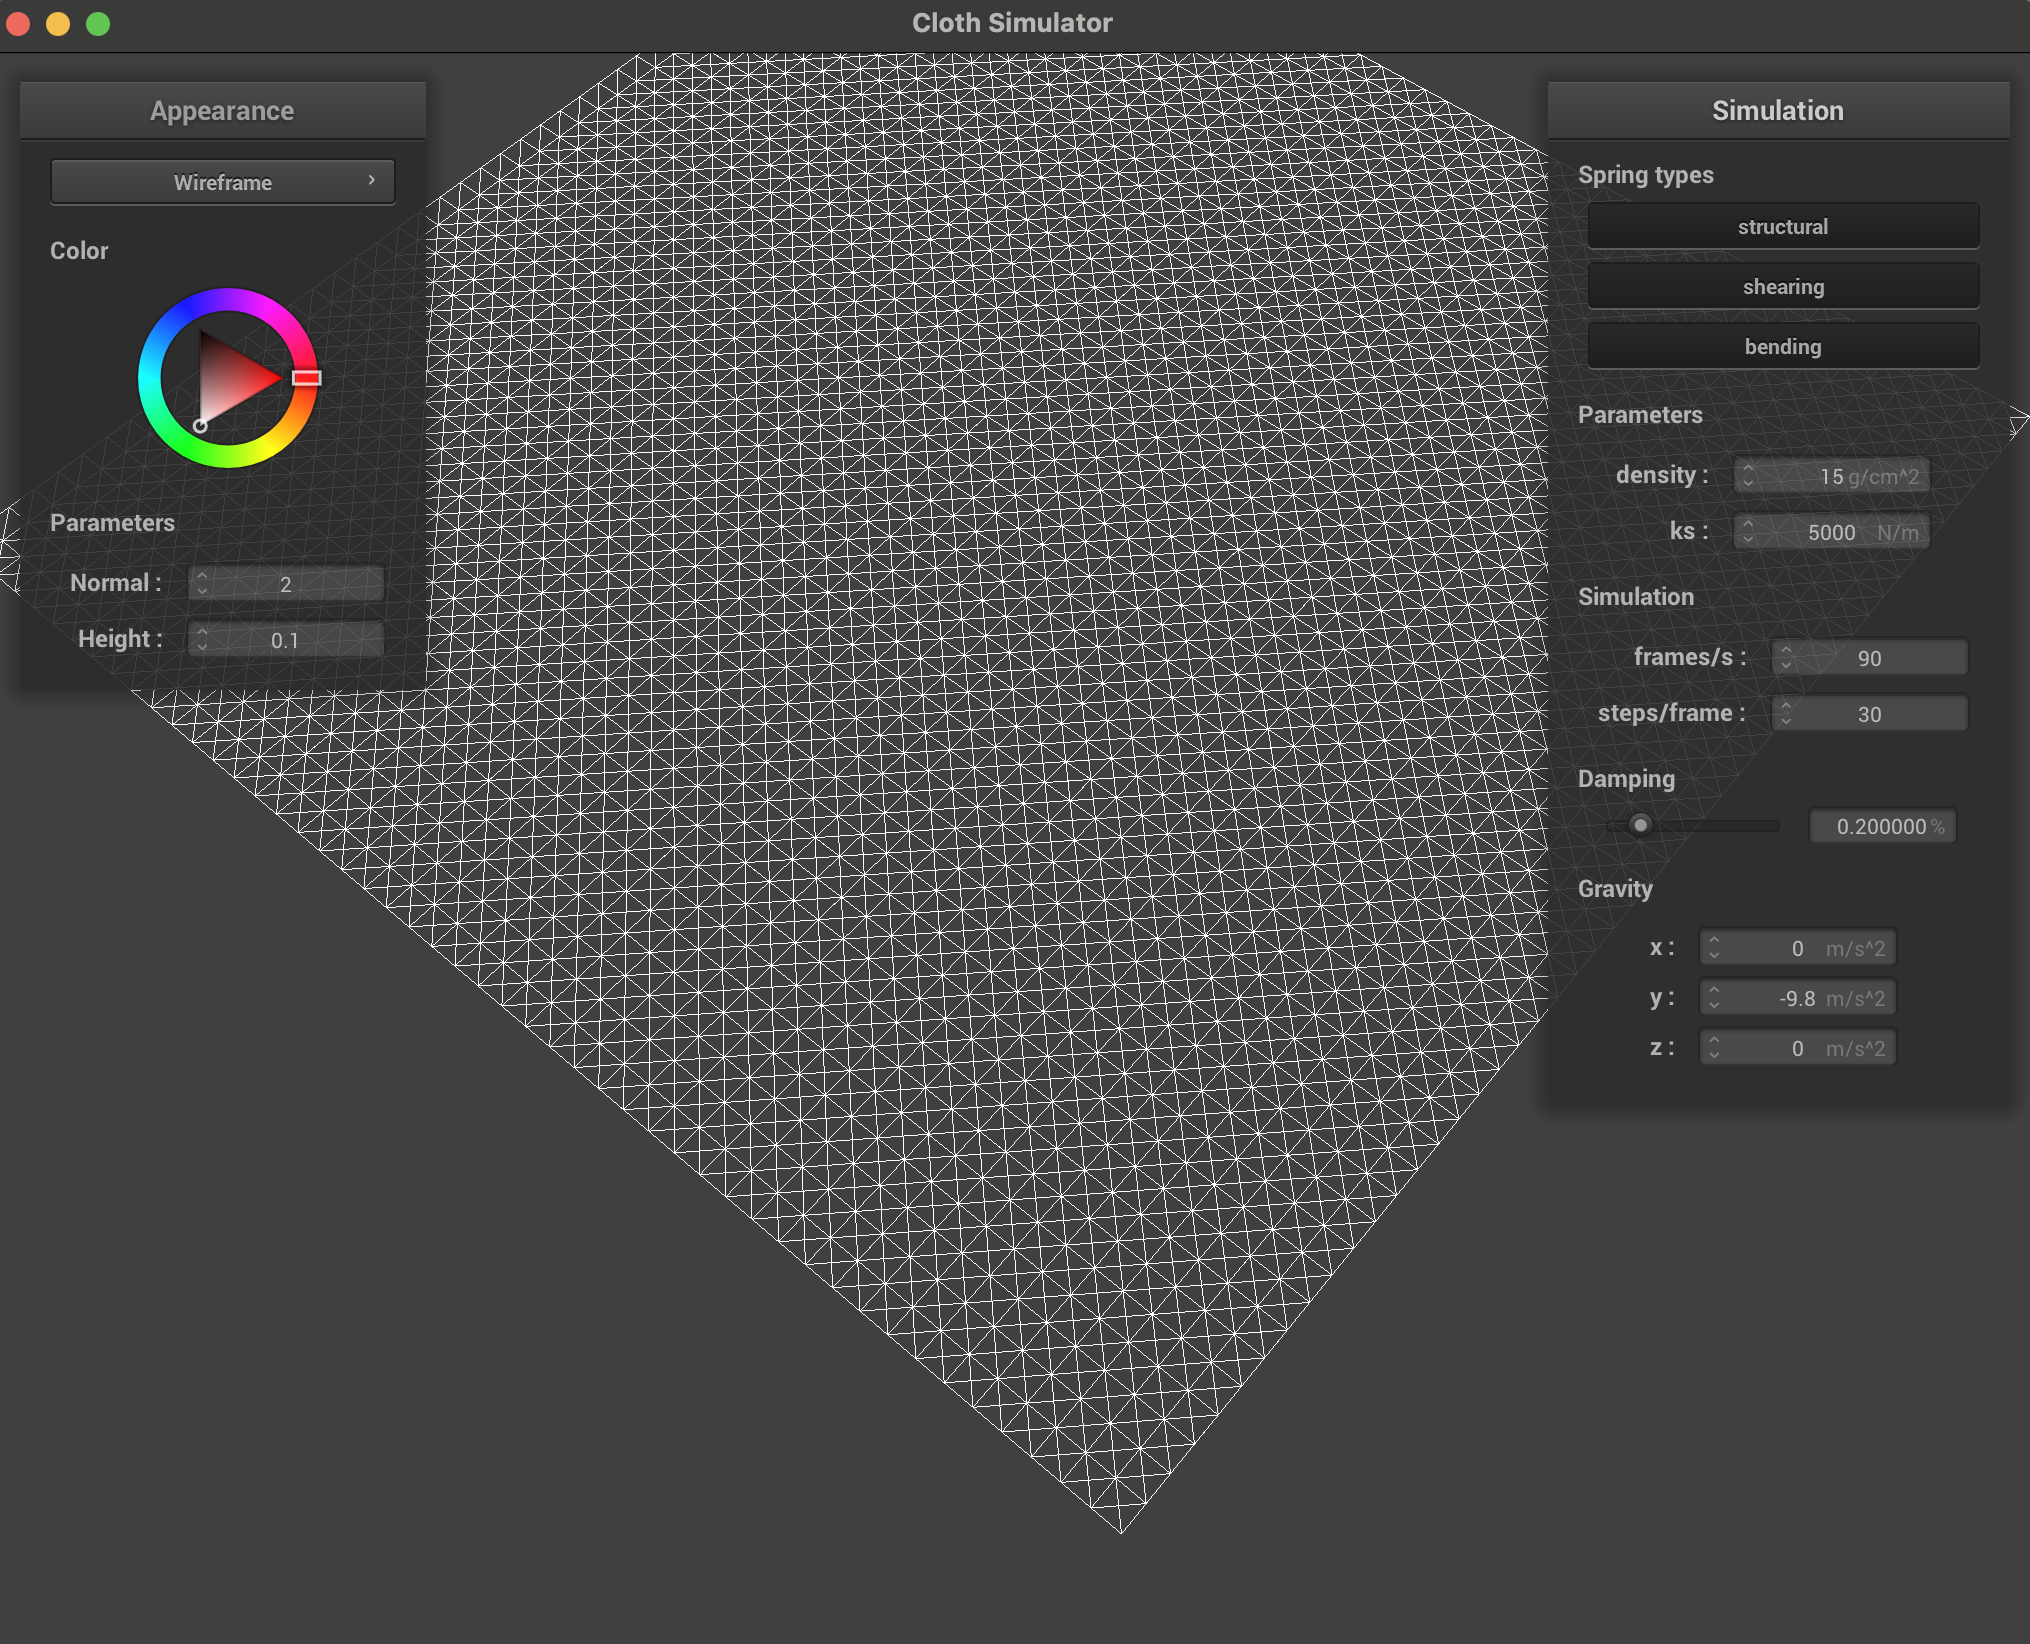 Cloth Simulator
Appearance
Wireframe
Color
Parameters
Normal : 2
Height : 0.1
Simulation
Spring types
structural
shearing
bending
Parameters
density : 15 g/cm^2
ks : 5000 N/m
Simulation
frames/s : 90
steps/frame : 30
Damping
0.200000 %
Gravity
x : 0 m/s^2
y : -9.8 m/s^2
z : 0 m/s^2